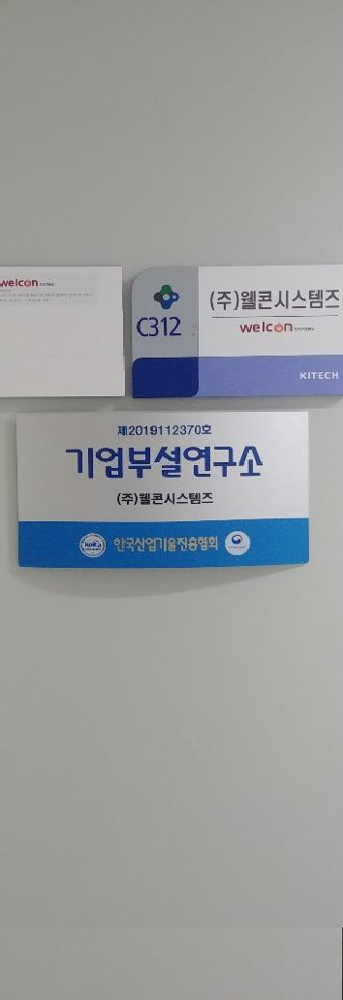 welcon
C312
(주)웰콘시스템즈
welcon
KITECH
제2019112370호
기업부설연구소
(주)웰콘시스템즈
한국산업기술진흥협회